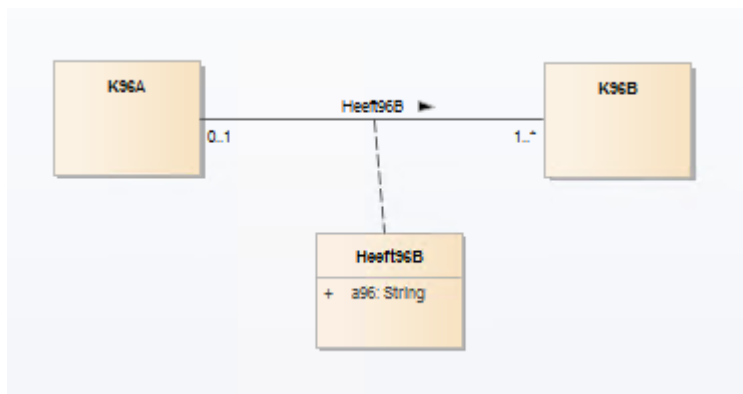 K96A
K96B
Heeft96B ►
0..1
1..*
Heeft96B
+ a96: String